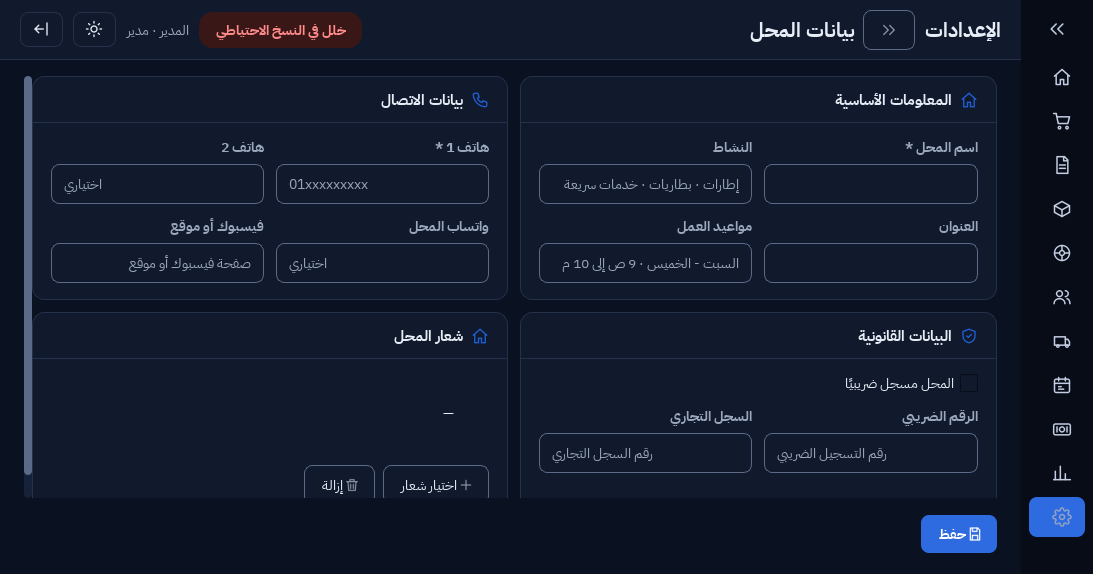 الإعدادات
بيانات المحل
خلل في النسخ الاحتياطي
المدير · مدير
المعلومات الأساسية
اسم المحل *
النشاط
إطارات · بطاريات · خدمات سريعة
العنوان
مواعيد العمل
السبت - الخميس · 9 ص إلى 10 م
بيانات الاتصال
هاتف 1 *
هاتف 2
01xxxxxxxxx
اختياري
واتساب المحل
فيسبوك أو موقع
اختياري
صفحة فيسبوك أو موقع
البيانات القانونية
المحل مسجل ضريبيًا
الرقم الضريبي
السجل التجاري
رقم التسجيل الضريبي
رقم السجل التجاري
شعار المحل
—
اختيار شعار
إزالة
حفظ